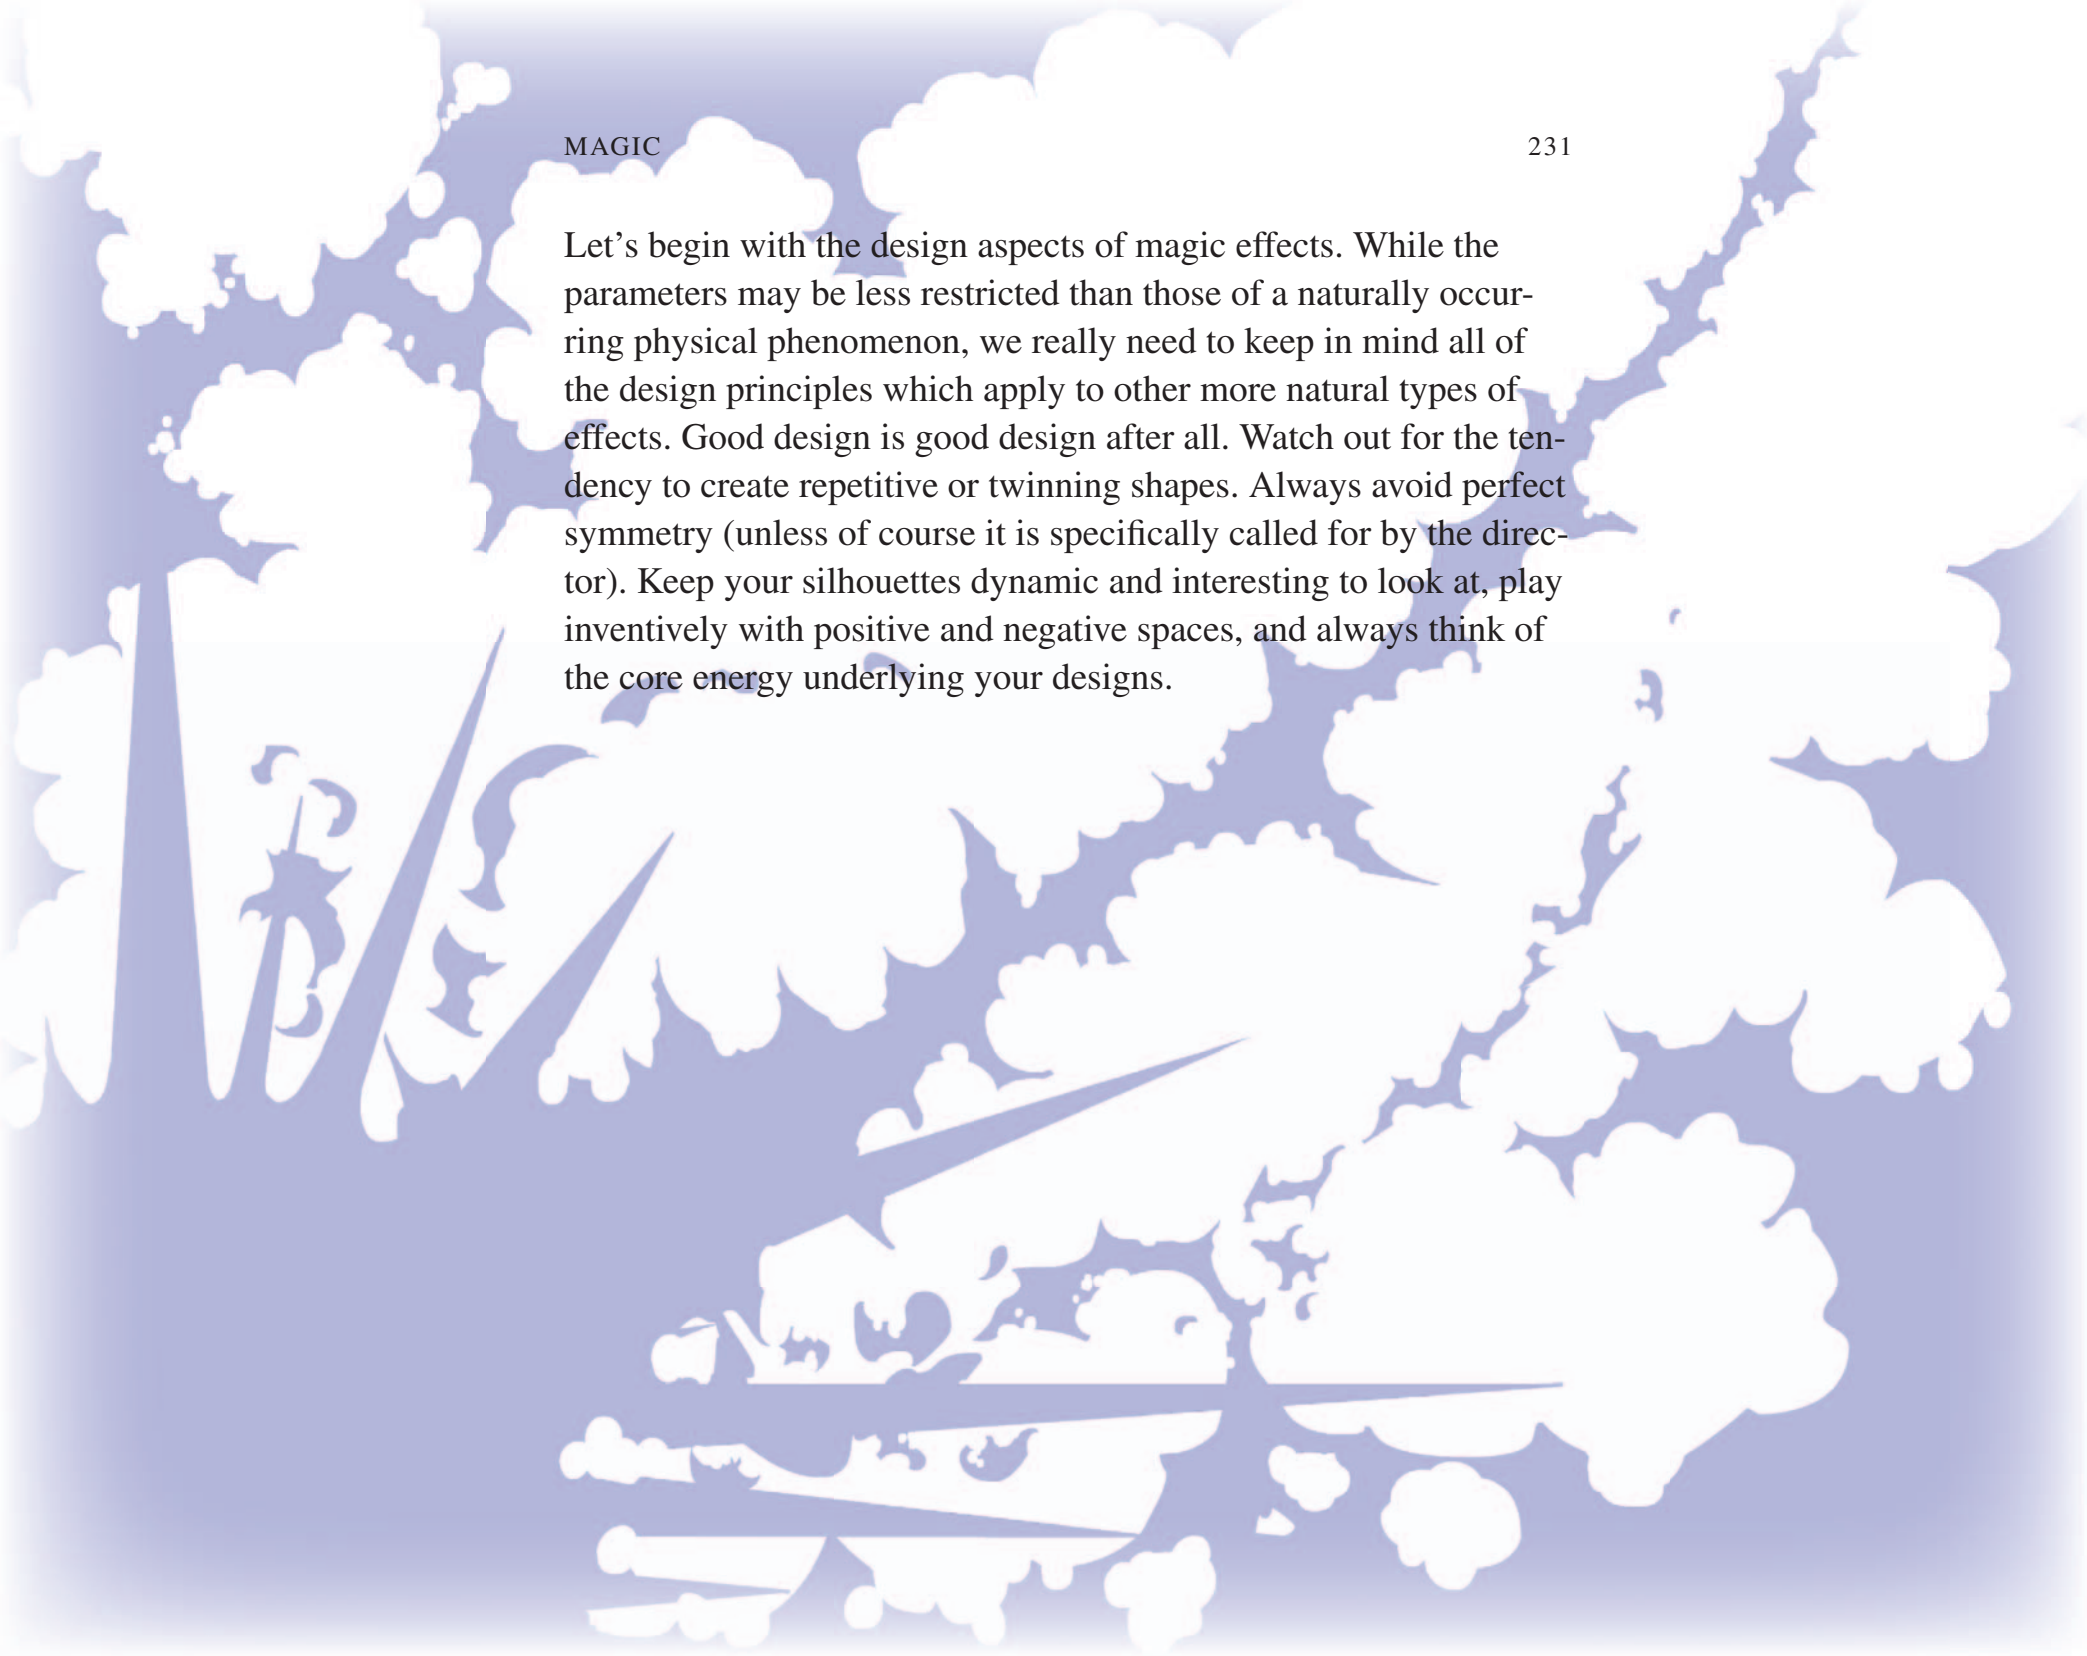 MAGIC 231
Let’s begin with the design aspects of magic effects. While the
parameters may be less restricted than those of a naturally occur-
ring physical phenomenon, we really need to keep in mind all of
the design principles which apply to other more natural types of
effects. Good design is good design after all. Watch out for the ten-
dency to create repetitive or twinning shapes. Always avoid perfect
symmetry (unless of course it is specifically called for by the direc-
tor). Keep your silhouettes dynamic and interesting to look at, play
inventively with positive and negative spaces, and always think of
the core energy underlying your designs.